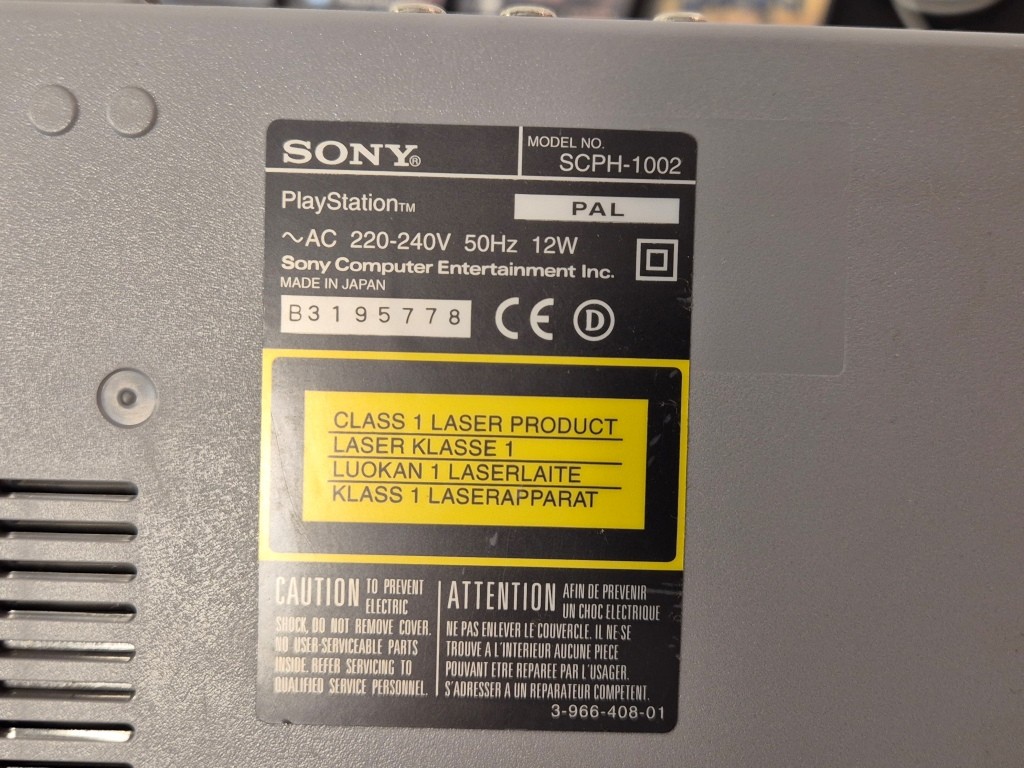 SONY®
MODEL NO.
SCPH-1002
PlayStation™
PAL
~AC 220-240V 50Hz 12W
Sony Computer Entertainment Inc.
MADE IN JAPAN
B3195778
CE D
CLASS 1 LASER PRODUCT
LASER KLASSE 1
LUOKAN 1 LASERLAITE
KLASS 1 LASERAPPARAT
CAUTION TO PREVENT
ELECTRIC
SHOCK, DO NOT REMOVE COVER.
NO USER-SERVICEABLE PARTS
INSIDE. REFER SERVICING TO
QUALIFIED SERVICE PERSONNEL.
ATTENTION AFIN DE PREVENIR
UN CHOC ELECTRIQUE
NE PAS ENLEVER LE COUVERCLE. IL NE SE
TROUVE A L'INTERIEUR AUCUNE PIECE
POUVANT ETRE REPAREE PAR L'USAGER.
S'ADRESSER A UN REPARATEUR COMPETENT.
3-966-408-01